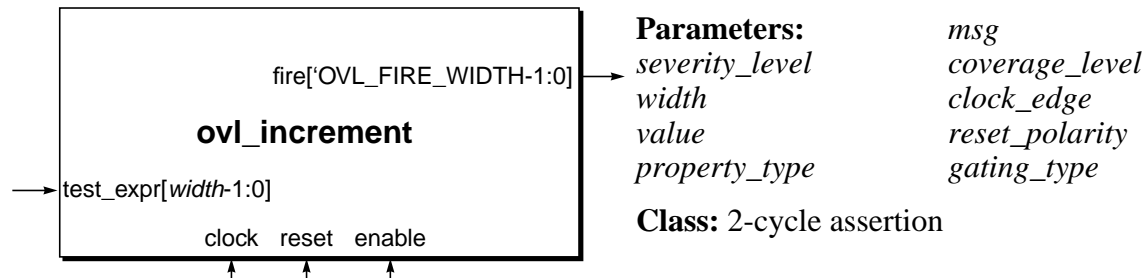 fire[‘OVL_FIRE_WIDTH-1:0]
ovl_increment
test_expr[width-1:0]
clock reset enable
Parameters: msg
severity_level coverage_level
width clock_edge
value reset_polarity
property_type gating_type
Class: 2-cycle assertion